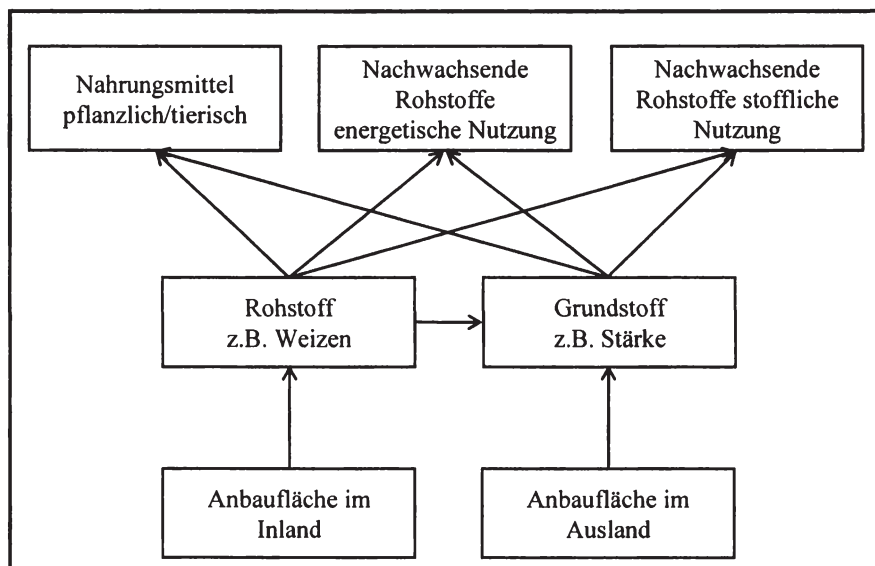 Nahrungsmittel
pflanzlich/tierisch
Nachwachsende
Rohstoffe
energetische Nutzung
Nachwachsende
Rohstoffe stoffliche
Nutzung
Rohstoff
z.B. Weizen
Grundstoff
z.B. Stärke
Anbaufläche im
Inland
Anbaufläche im
Ausland